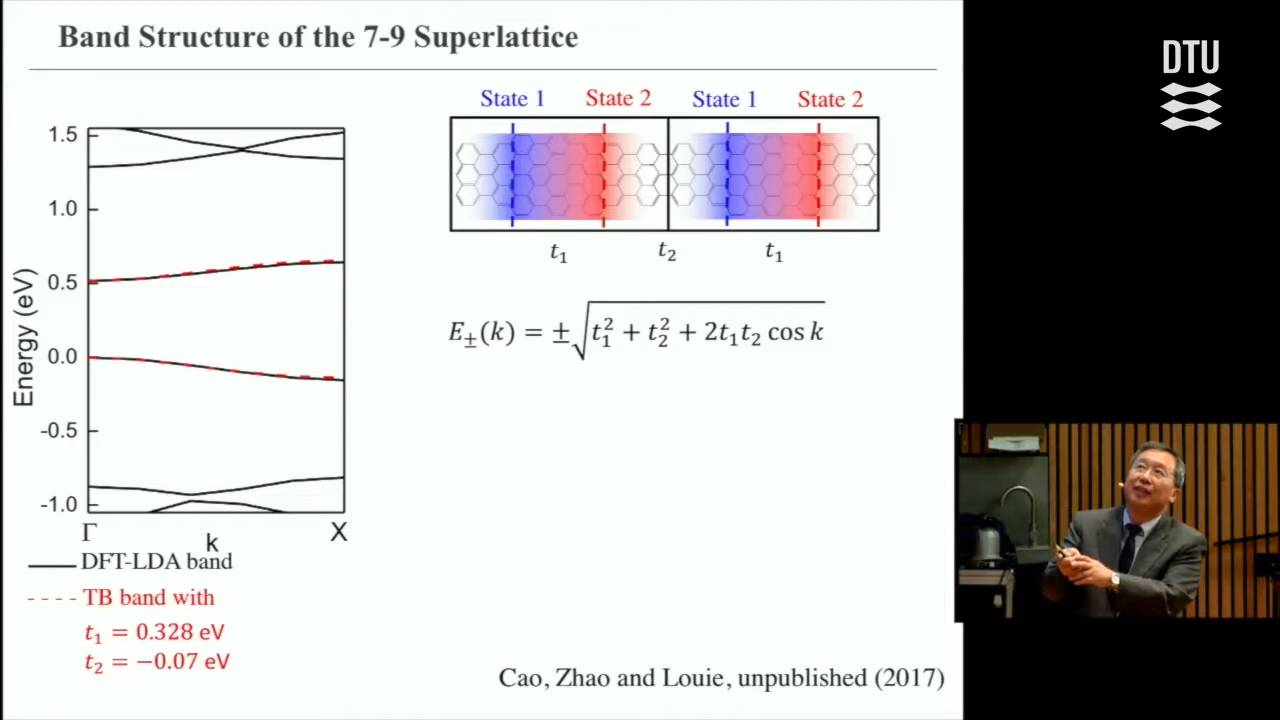 Band Structure of the 7-9 Superlattice
DTU
State 1 State 2 State 1 State 2
t₁ t₂ t₁
E±(k) = ±√(t₁² + t₂² + 2t₁t₂ cos k)
Energy (eV)
1.5
1.0
0.5
0.0
-0.5
-1.0
Γ k X
DFT-LDA band
TB band with
t₁ = 0.328 eV
t₂ = −0.07 eV
Cao, Zhao and Louie, unpublished (2017)